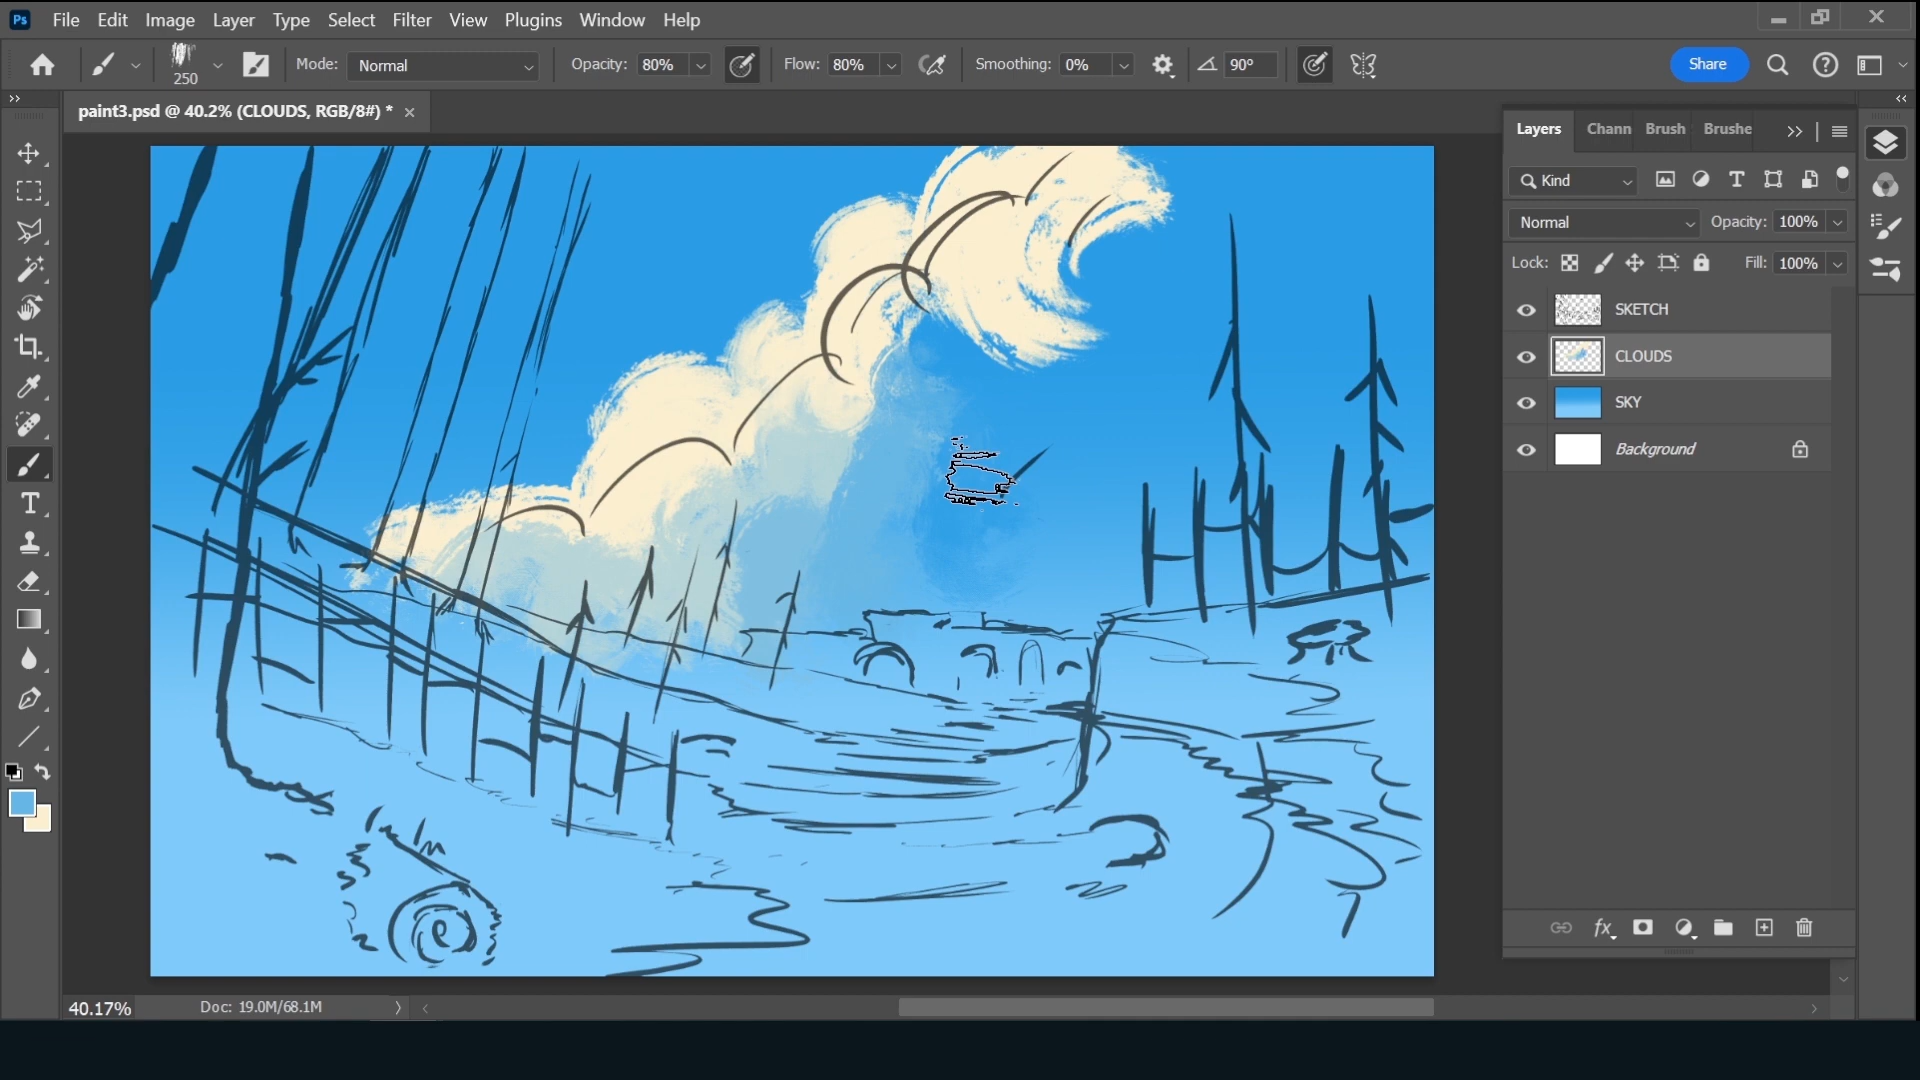 Ps File Edit Image Layer Type Select Filter View Plugins Window Help
250 Mode: Normal Opacity: 80% Flow: 80% Smoothing: 0% 90° Share
paint3.psd @ 40.2% (CLOUDS, RGB/8#) *
Layers Chann Brush Brushe
Kind
Normal Opacity: 100%
Lock: Fill: 100%
SKETCH
CLOUDS
SKY
Background
fx
40.17% Doc: 19.0M/68.1M